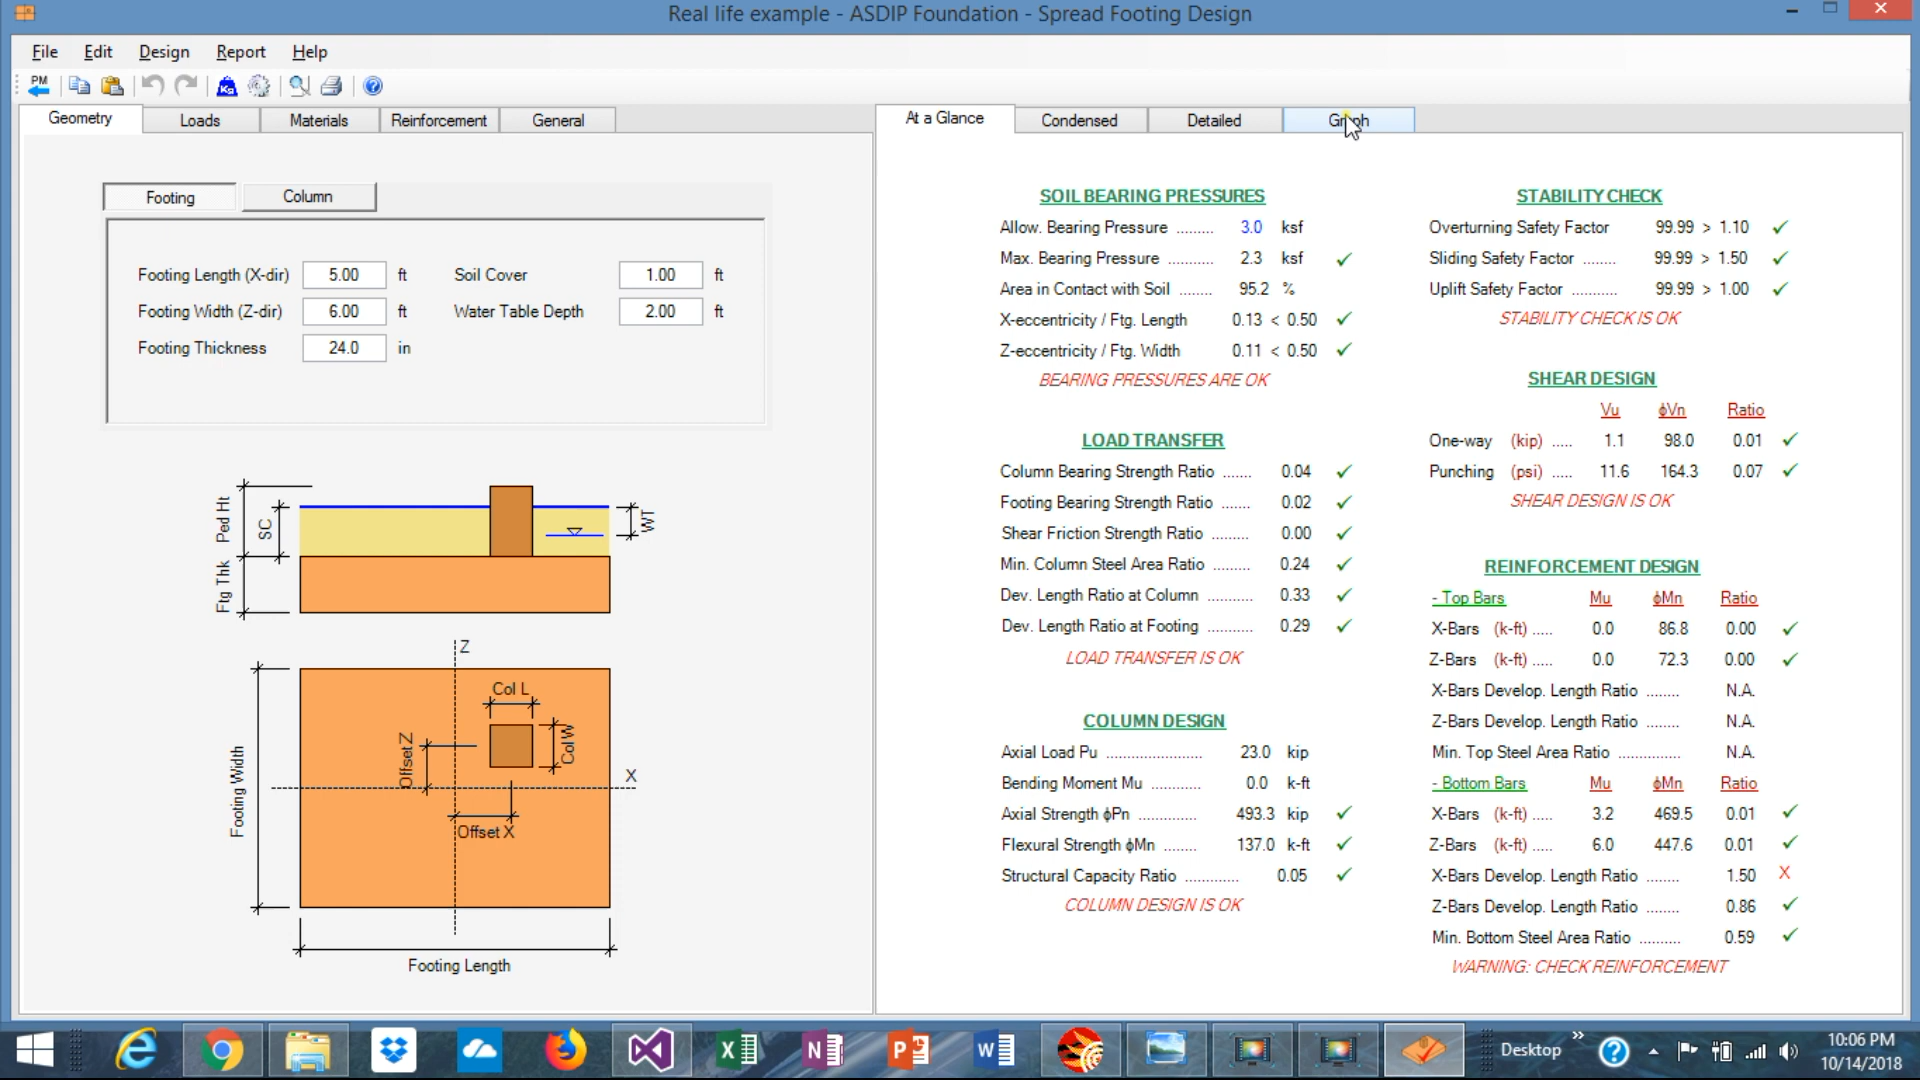 Real life example - ASDIP Foundation - Spread Footing Design
File Edit Design Report Help
PM
Kg
Geometry Loads Materials Reinforcement General
At a Glance Condensed Detailed Graph
Footing Column
Footing Length (X-dir) 5.00 ft Soil Cover 1.00 ft
Footing Width (Z-dir) 6.00 ft Water Table Depth 2.00 ft
Footing Thickness 24.0 in
Ped Ht
SC
WT
Ftg Thk
Z
Col L
Col W
Offset Z
X
Offset X
Footing Width
Footing Length
SOIL BEARING PRESSURES
Allow. Bearing Pressure ......... 3.0 ksf
Max. Bearing Pressure ........... 2.3 ksf ✓
Area in Contact with Soil ........ 95.2 %
X-eccentricity / Ftg. Length 0.13 < 0.50 ✓
Z-eccentricity / Ftg. Width 0.11 < 0.50 ✓
BEARING PRESSURES ARE OK
LOAD TRANSFER
Column Bearing Strength Ratio ....... 0.04 ✓
Footing Bearing Strength Ratio ....... 0.02 ✓
Shear Friction Strength Ratio ......... 0.00 ✓
Min. Column Steel Area Ratio ......... 0.24 ✓
Dev. Length Ratio at Column ........... 0.33 ✓
Dev. Length Ratio at Footing ........... 0.29 ✓
LOAD TRANSFER IS OK
COLUMN DESIGN
Axial Load Pu ....................... 23.0 kip
Bending Moment Mu ............ 0.0 k-ft
Axial Strength ϕPn .............. 493.3 kip ✓
Flexural Strength ϕMn ........ 137.0 k-ft ✓
Structural Capacity Ratio ............. 0.05 ✓
COLUMN DESIGN IS OK
STABILITY CHECK
Overturning Safety Factor 99.99 > 1.10 ✓
Sliding Safety Factor ........ 99.99 > 1.50 ✓
Uplift Safety Factor ........... 99.99 > 1.00 ✓
STABILITY CHECK IS OK
SHEAR DESIGN
Vu ϕVn Ratio
One-way (kip) ..... 1.1 98.0 0.01 ✓
Punching (psi) ..... 11.6 164.3 0.07 ✓
SHEAR DESIGN IS OK
REINFORCEMENT DESIGN
- Top Bars Mu ϕMn Ratio
X-Bars (k-ft) ..... 0.0 86.8 0.00 ✓
Z-Bars (k-ft) ..... 0.0 72.3 0.00 ✓
X-Bars Develop. Length Ratio ........ N.A.
Z-Bars Develop. Length Ratio ........ N.A.
Min. Top Steel Area Ratio ............... N.A.
- Bottom Bars Mu ϕMn Ratio
X-Bars (k-ft) ..... 3.2 469.5 0.01 ✓
Z-Bars (k-ft) ..... 6.0 447.6 0.01 ✓
X-Bars Develop. Length Ratio ........ 1.50 X
Z-Bars Develop. Length Ratio ........ 0.86 ✓
Min. Bottom Steel Area Ratio .......... 0.59 ✓
WARNING: CHECK REINFORCEMENT
Desktop
10:06 PM
10/14/2018